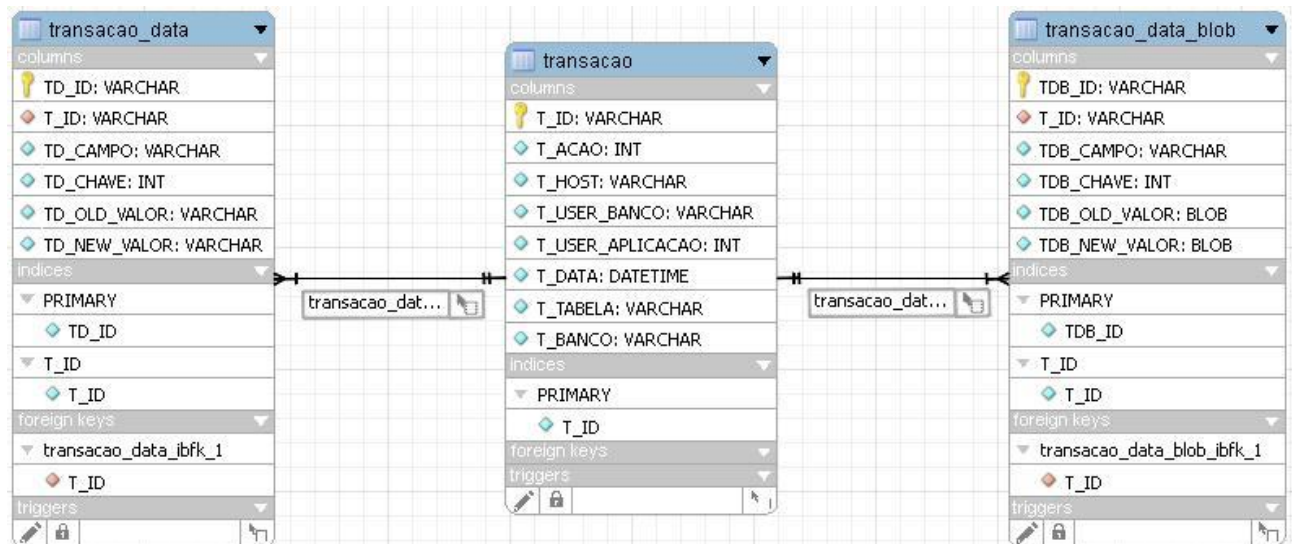 transacao_data
columns
TD_ID: VARCHAR
T_ID: VARCHAR
TD_CAMPO: VARCHAR
TD_CHAVE: INT
TD_OLD_VALOR: VARCHAR
TD_NEW_VALOR: VARCHAR
indices
PRIMARY
TD_ID
T_ID
T_ID
foreign keys
transacao_data_ibfk_1
T_ID
triggers
transacao_dat...
transacao
columns
T_ID: VARCHAR
T_ACAO: INT
T_HOST: VARCHAR
T_USER_BANCO: VARCHAR
T_USER_APLICACAO: INT
T_DATA: DATETIME
T_TABELA: VARCHAR
T_BANCO: VARCHAR
indices
PRIMARY
T_ID
foreign keys
triggers
transacao_dat...
transacao_data_blob
columns
TDB_ID: VARCHAR
T_ID: VARCHAR
TDB_CAMPO: VARCHAR
TDB_CHAVE: INT
TDB_OLD_VALOR: BLOB
TDB_NEW_VALOR: BLOB
indices
PRIMARY
TDB_ID
T_ID
T_ID
foreign keys
transacao_data_blob_ibfk_1
T_ID
triggers